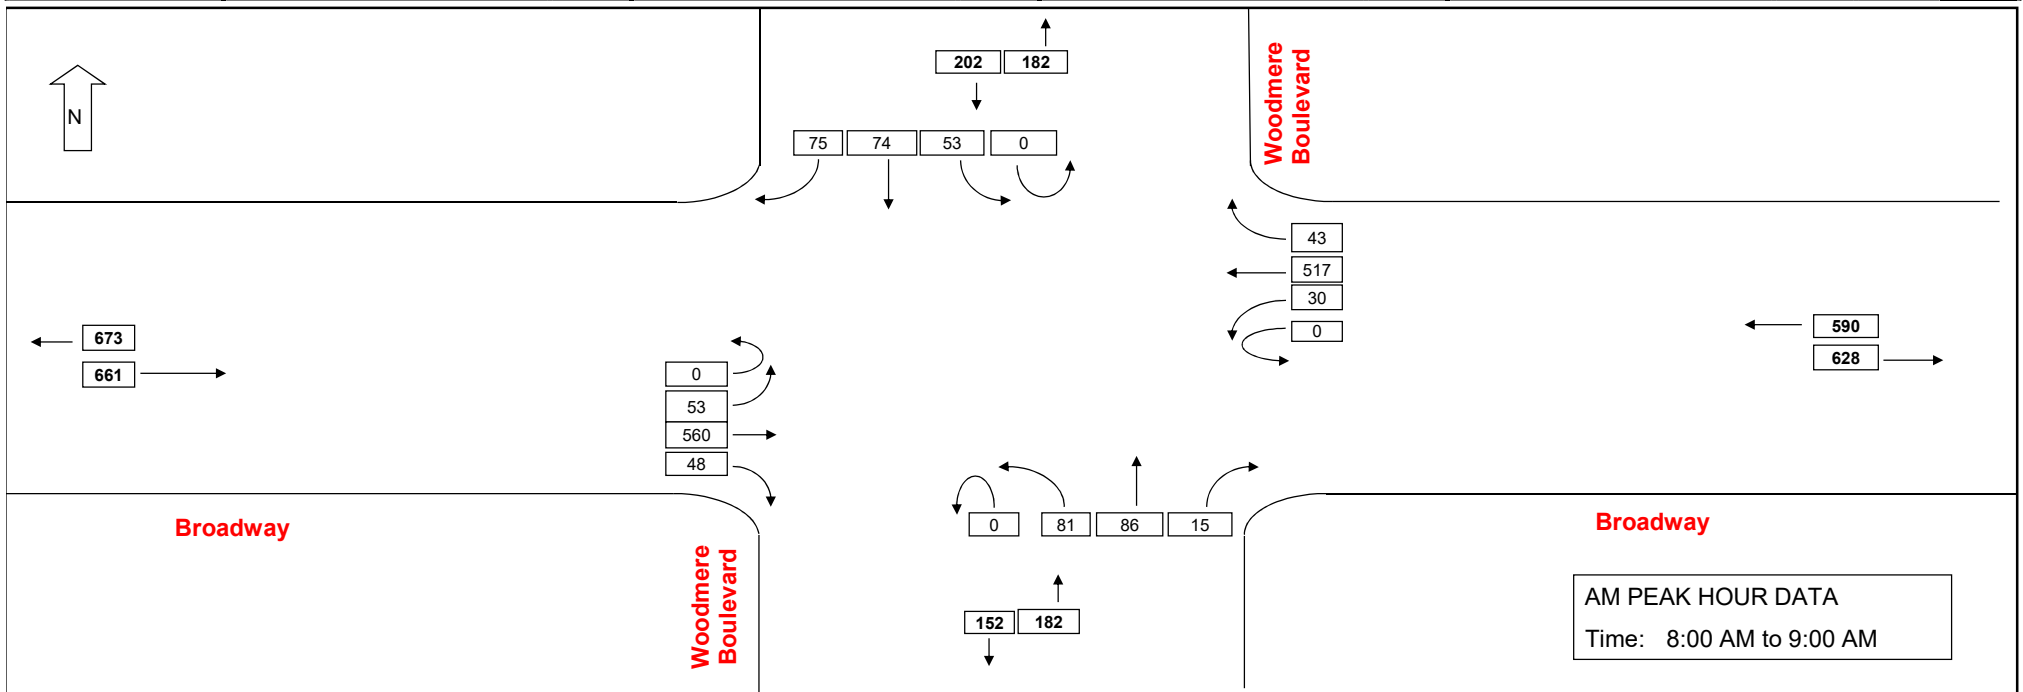 202 182
N
Woodmere
Boulevard
75 74 53 0
43
517
30
0
673
661
590
628
0
53
560
48
0 81 86 15
Broadway
Broadway
Woodmere
Boulevard
152 182
AM PEAK HOUR DATA
Time: 8:00 AM to 9:00 AM